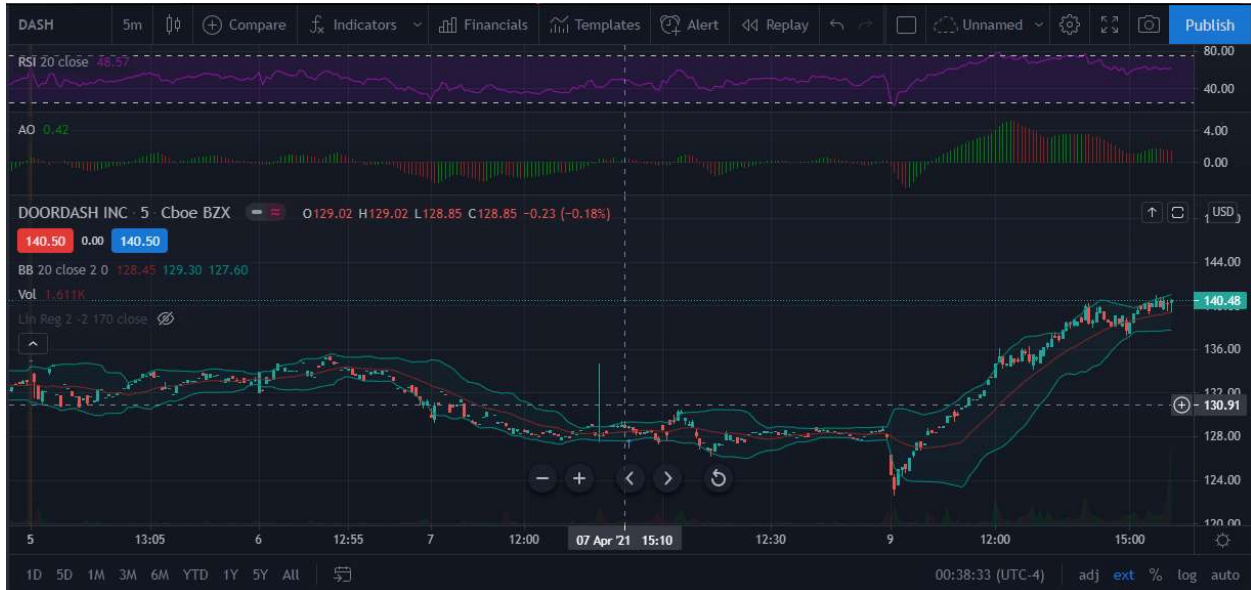 DASH 5m Compare Indicators Financials Templates Alert Replay Unnamed Publish
RSI 20 close 48.57
80.00
40.00
AO 0.42
4.00
0.00
DOORDASH INC · 5 · Cboe BZX O129.02 H129.02 L128.85 C128.85 −0.23 (−0.18%)
USD
140.50 0.00 140.50
BB 20 close 2 0 128.45 129.30 127.60
144.00
Vol 1.611K
140.48
Lin Reg 2 -2 170 close
136.00
132.00
130.91
128.00
124.00
120.00
5 13:05 6 12:55 7 12:00 07 Apr '21 15:10 12:30 9 12:00 15:00
1D 5D 1M 3M 6M YTD 1Y 5Y All 00:38:33 (UTC-4) adj ext % log auto